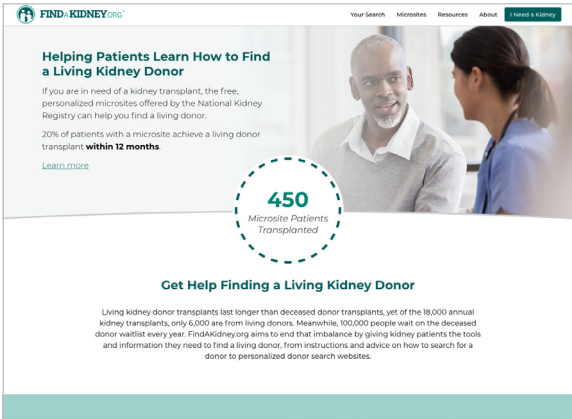 FINDAKIDNEY.ORG
Your Search Microsites Resources About I Need a Kidney
Helping Patients Learn How to Find
a Living Kidney Donor
If you are in need of a kidney transplant, the free,
personalized microsites offered by the National Kidney
Registry can help you find a living donor.
20% of patients with a microsite achieve a living donor
transplant within 12 months.
Learn more
450
Microsite Patients
Transplanted
Get Help Finding a Living Kidney Donor
Living kidney donor transplants last longer than deceased donor transplants, yet of the 18,000 annual
kidney transplants, only 6,000 are from living donors. Meanwhile, 100,000 people wait on the deceased
donor waitlist every year. FindAKidney.org aims to end that imbalance by giving kidney patients the tools
and information they need to find a living donor, from instructions and advice on how to search for a
donor to personalized donor search websites.